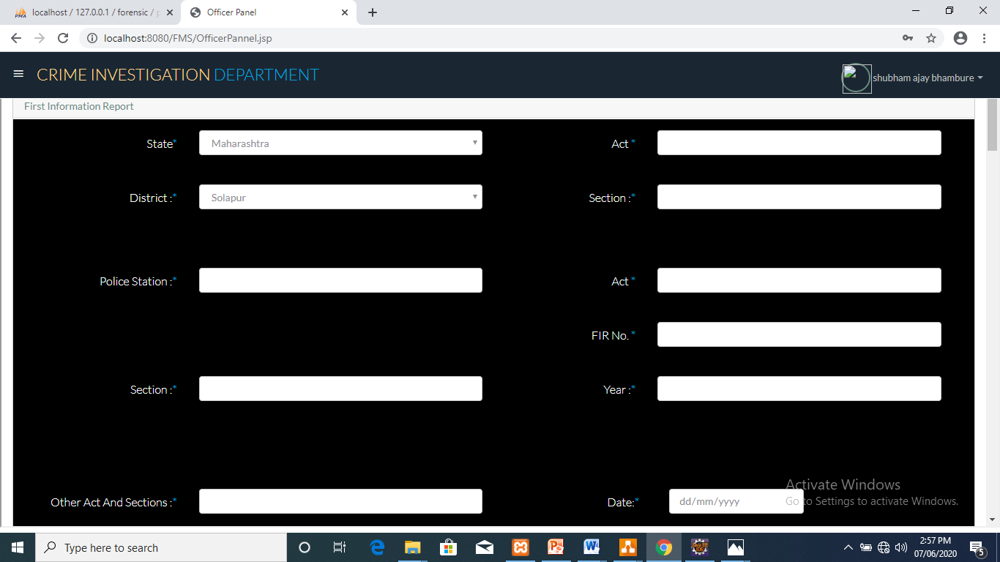 localhost / 127.0.0.1 / forensic / p
Officer Panel
localhost:8080/FMS/OfficerPannel.jsp
CRIME INVESTIGATION DEPARTMENT
shubham ajay bhambure
First Information Report
State* Maharashtra Act *
District :* Solapur Section :*
Police Station :* Act *
FIR No. *
Section :* Year :*
Activate Windows
Other Act And Sections :* Date:* dd/mm/yyyy Go to Settings to activate Windows.
Type here to search
2:57 PM
07/06/2020
5